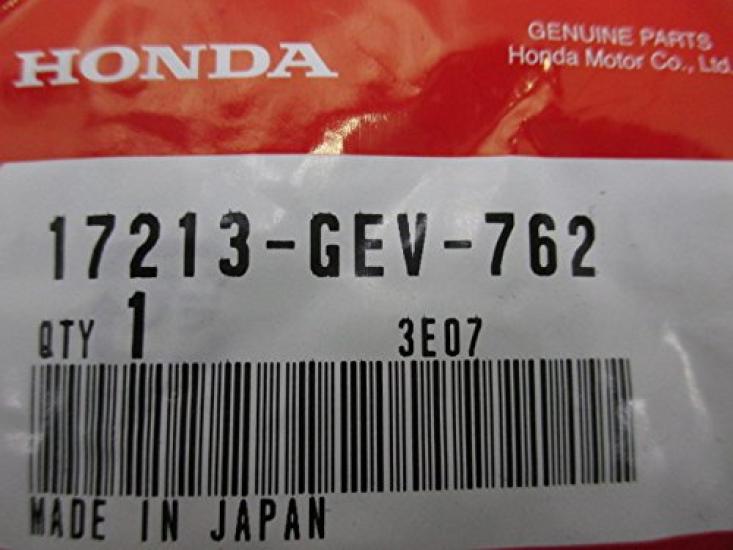 HONDA
GENUINE PARTS
Honda Motor Co., Ltd.
17213-GEV-762
QTY 1 3E07
MADE IN JAPAN